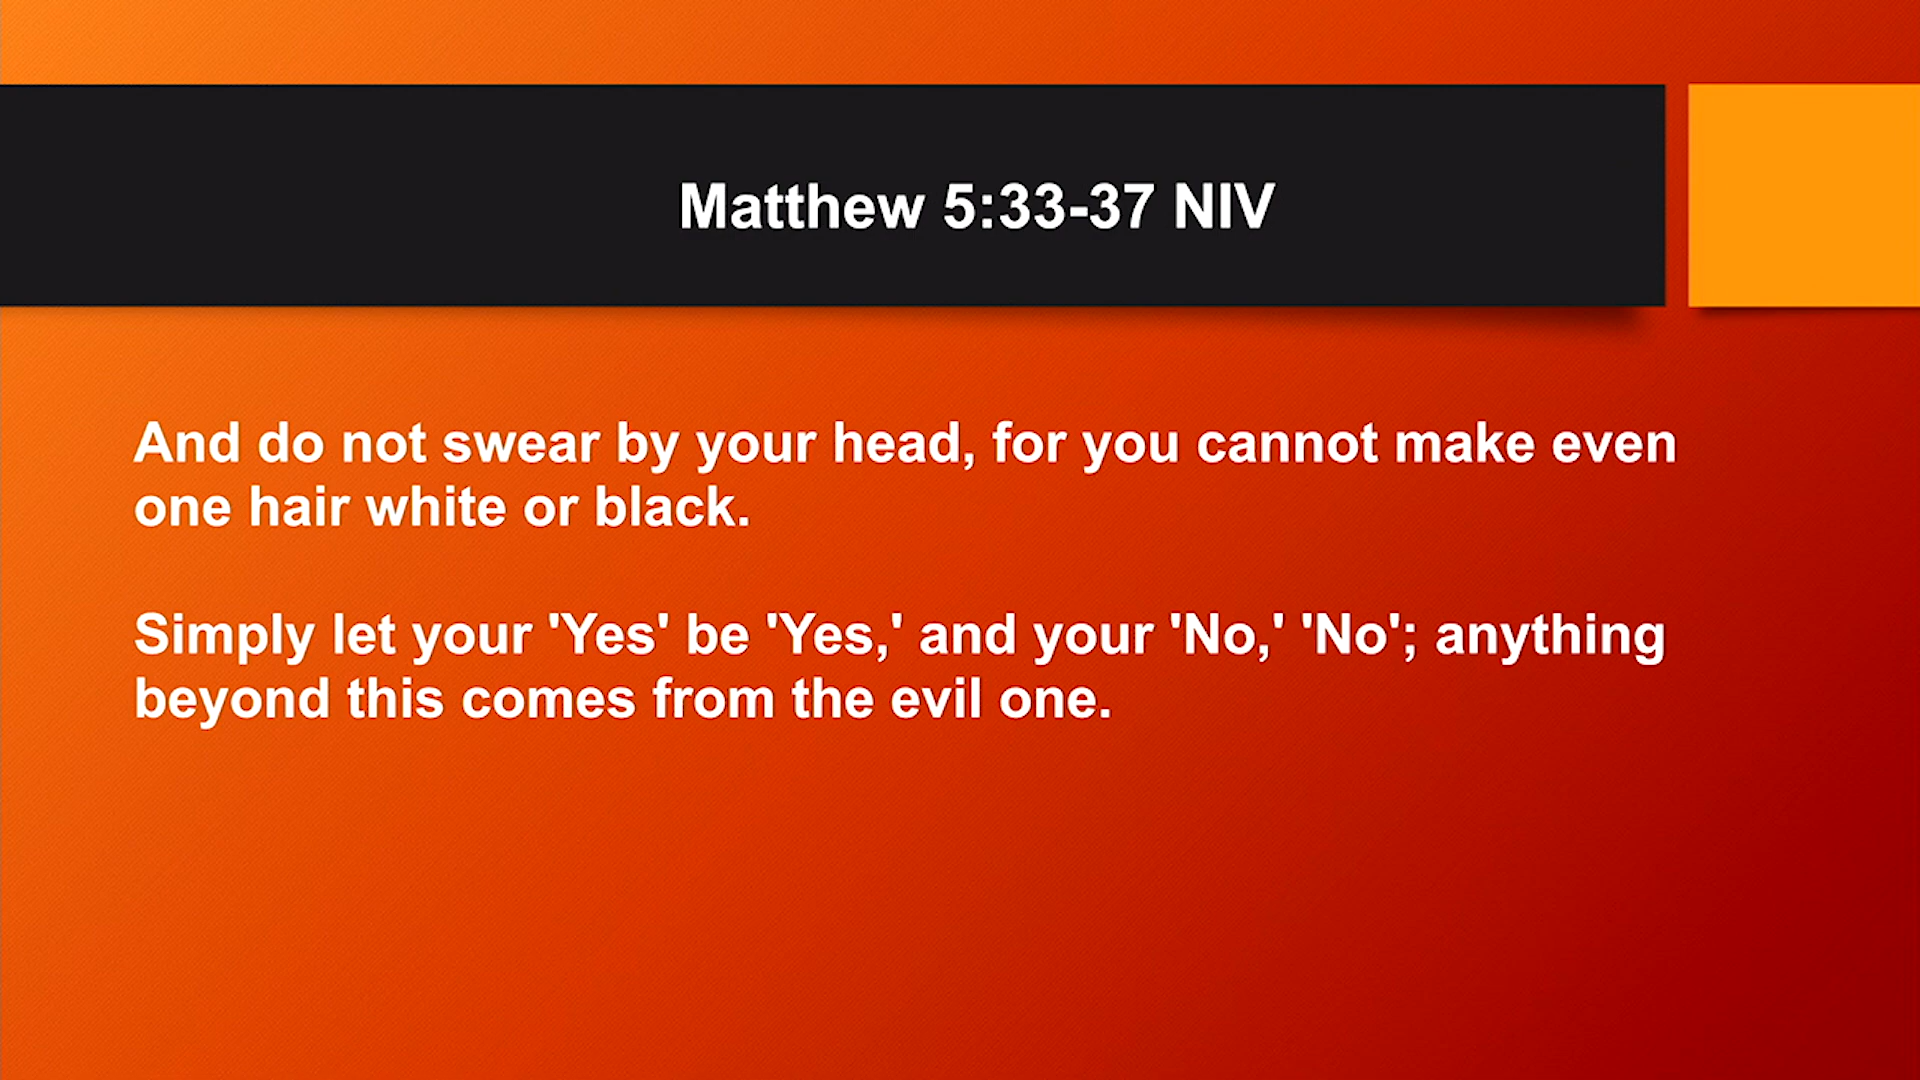 Matthew 5:33-37 NIV
And do not swear by your head, for you cannot make even
one hair white or black.
Simply let your 'Yes' be 'Yes,' and your 'No,' 'No'; anything
beyond this comes from the evil one.